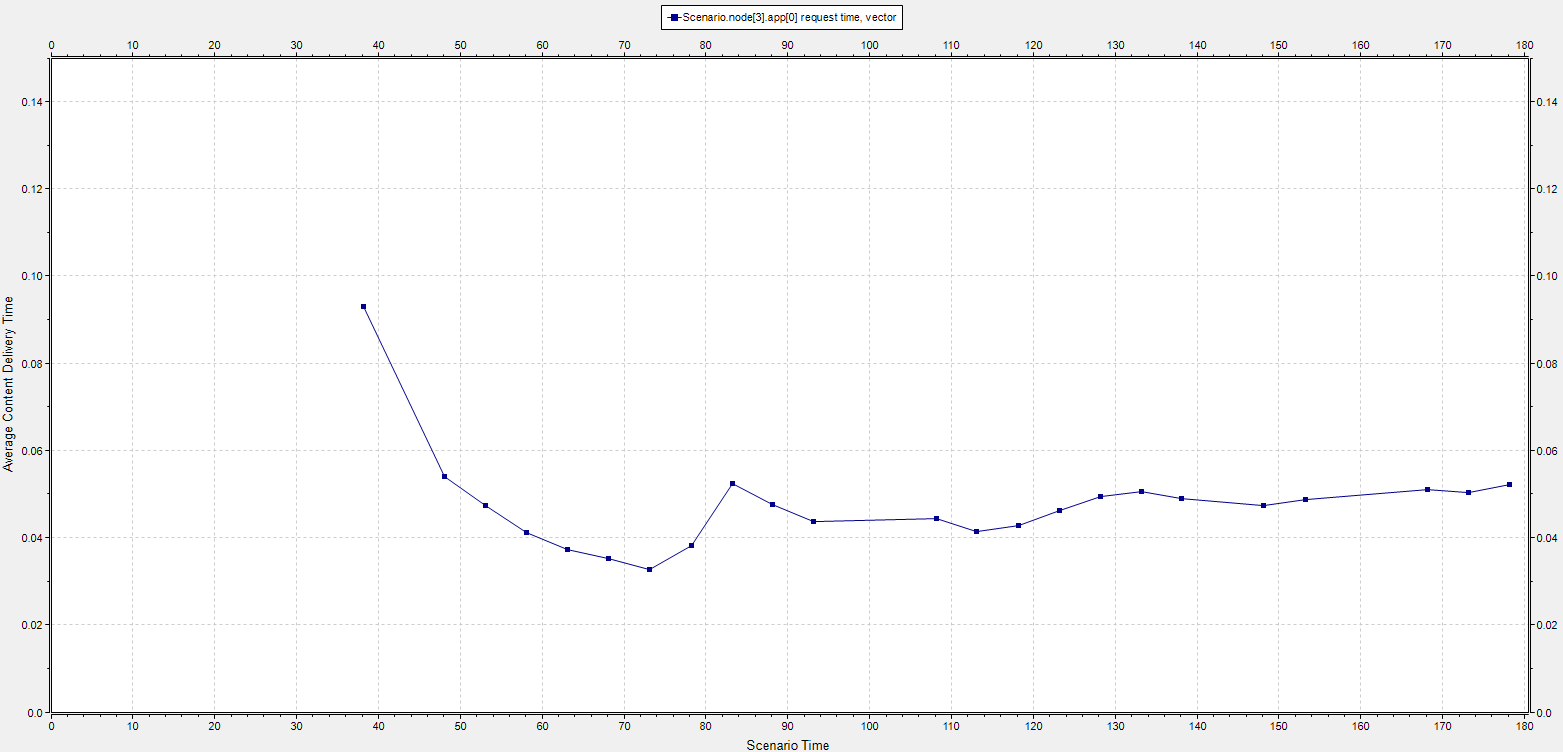 Scenario.node[3].app[0] request time, vector
0 10 20 30 40 50 60 70 80 90 100 110 120 130 140 150 160 170 180
0.14 0.14
0.12 0.12
0.10 0.10
0.08 0.08
Average Content Delivery Time
0.06 0.06
0.04 0.04
0.02 0.02
0.0 0.0
0 10 20 30 40 50 60 70 80 90 100 110 120 130 140 150 160 170 180
Scenario Time